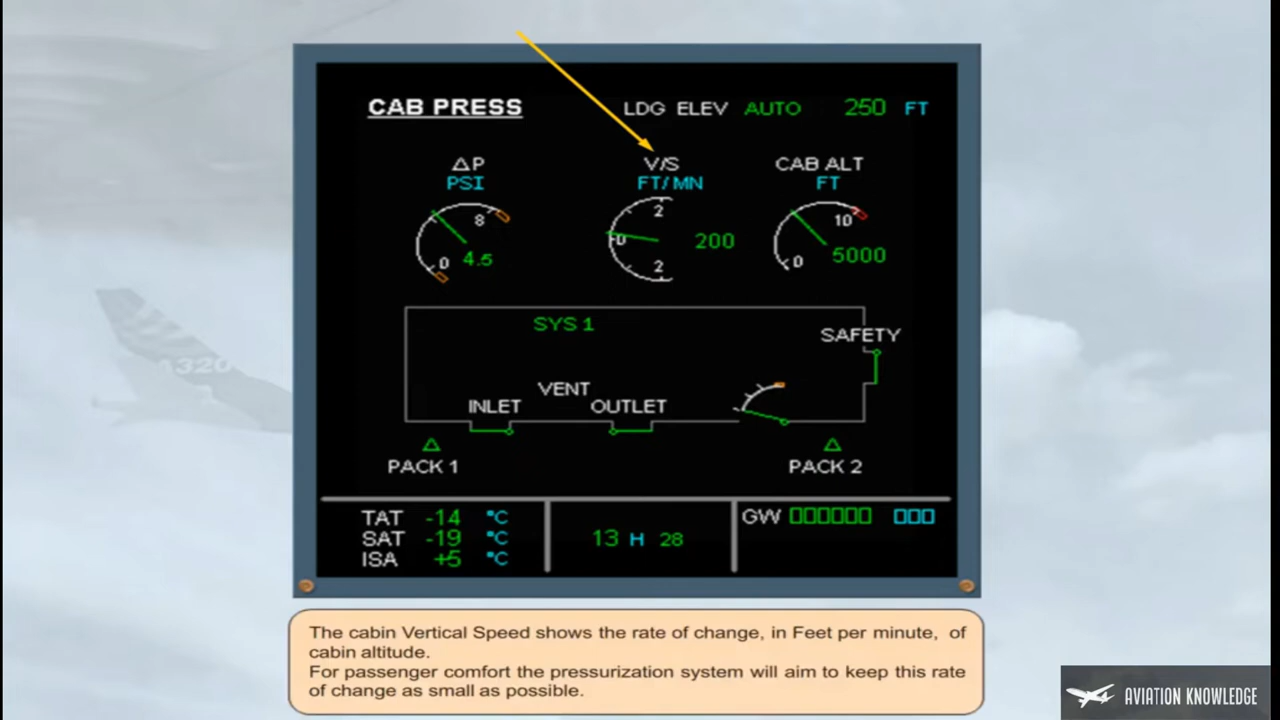 CAB PRESS LDG ELEV AUTO 250 FT
ΔP V/S CAB ALT
PSI FT/MN FT
8 2 10
0 4.5 0 200 0 5000
2
SYS 1
SAFETY
VENT
INLET OUTLET
PACK 1 PACK 2
TAT -14 °C GW
SAT -19 °C 13 H 28
ISA +5 °C
The cabin Vertical Speed shows the rate of change, in Feet per minute, of
cabin altitude.
For passenger comfort the pressurization system will aim to keep this rate
of change as small as possible.
A320
AVIATION KNOWLEDGE